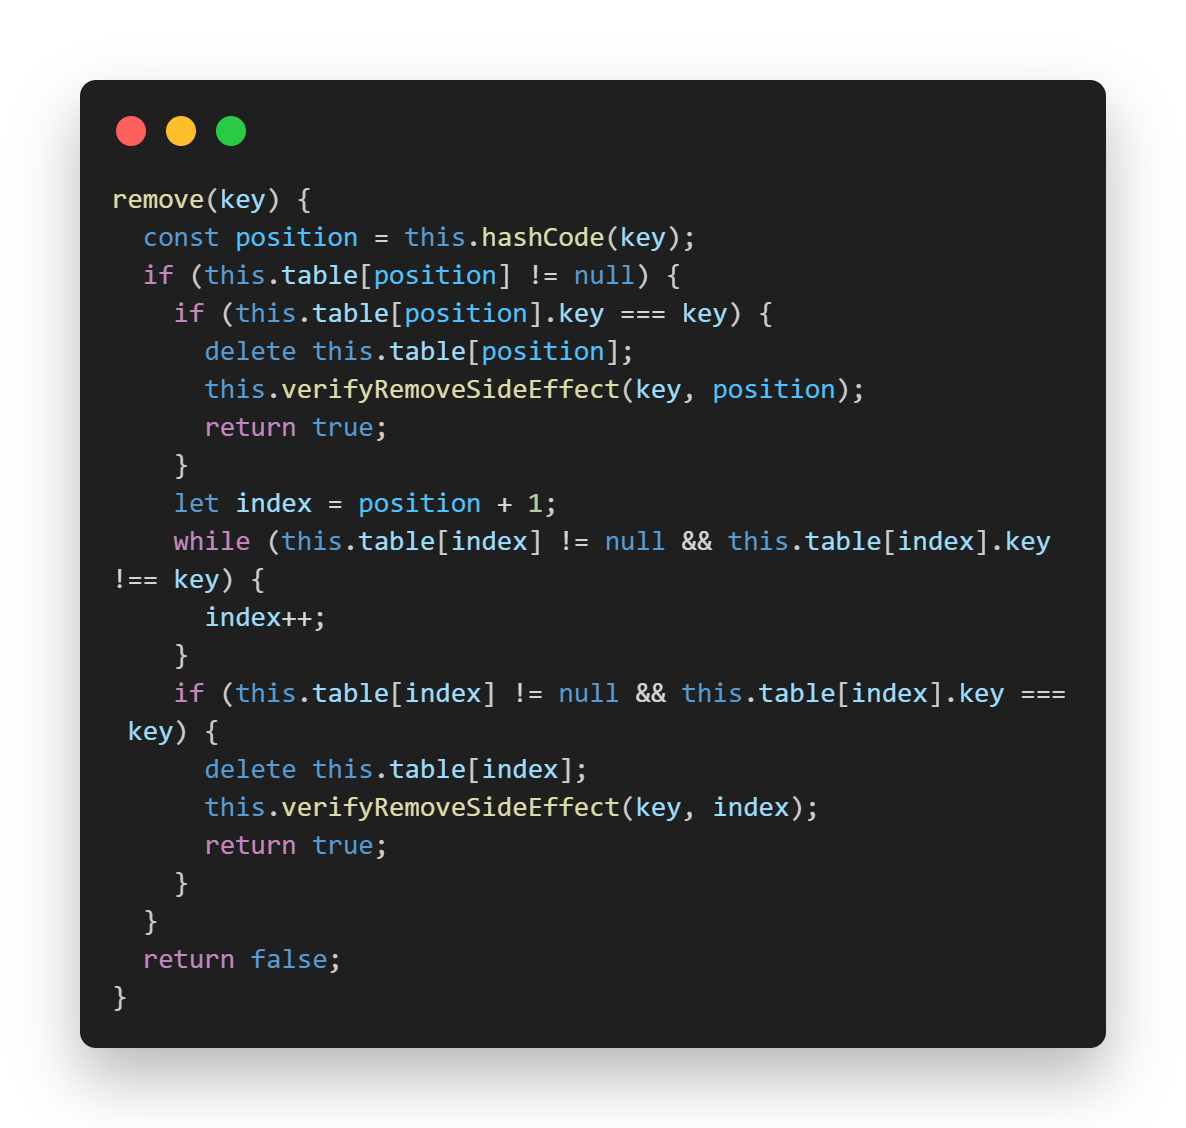 remove(key) {
  const position = this.hashCode(key);
  if (this.table[position] != null) {
    if (this.table[position].key === key) {
      delete this.table[position];
      this.verifyRemoveSideEffect(key, position);
      return true;
    }
    let index = position + 1;
    while (this.table[index] != null && this.table[index].key
!== key) {
      index++;
    }
    if (this.table[index] != null && this.table[index].key ===
 key) {
      delete this.table[index];
      this.verifyRemoveSideEffect(key, index);
      return true;
    }
  }
  return false;
}